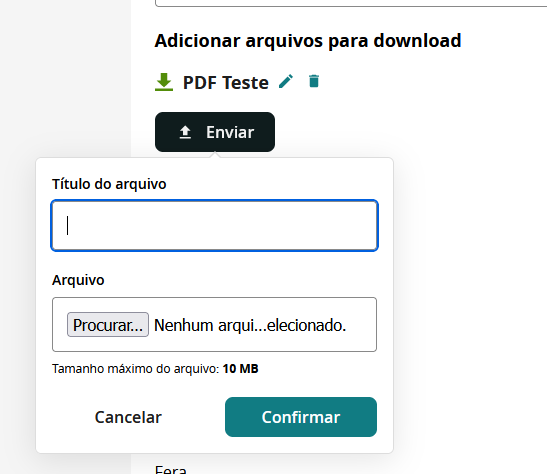 Adicionar arquivos para download
PDF Teste
Enviar
Título do arquivo
Arquivo
Procurar... Nenhum arqui...elecionado.
Tamanho máximo do arquivo: 10 MB
Cancelar Confirmar